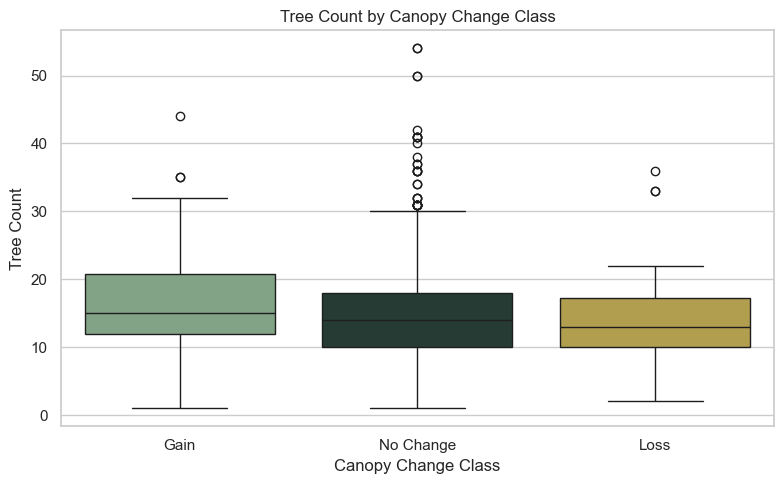 Tree Count by Canopy Change Class
Tree Count
50
40
30
20
10
0
Gain
No Change
Loss
Canopy Change Class